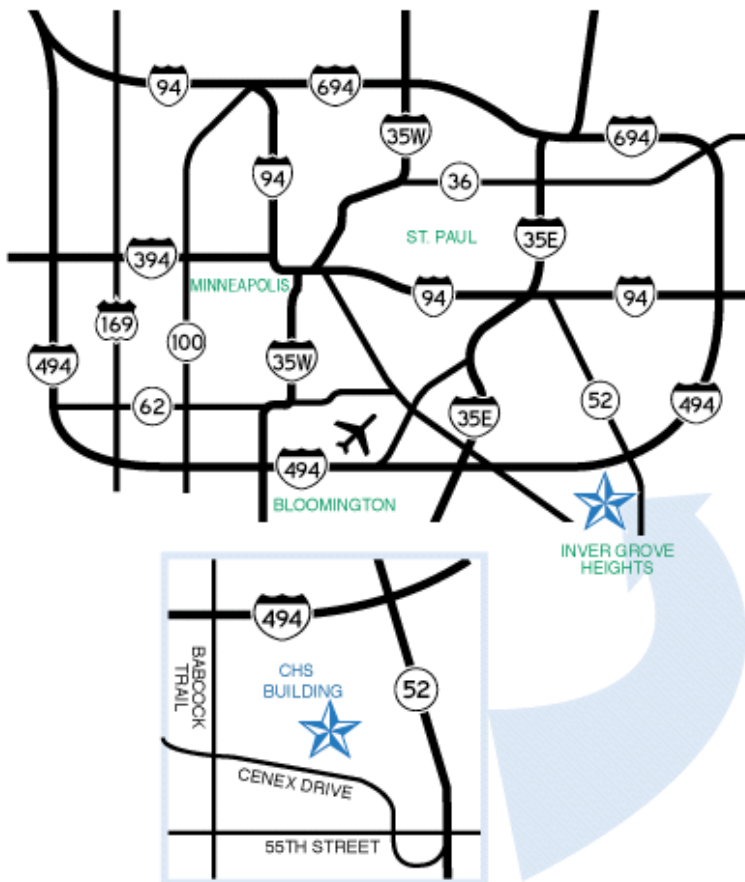 94
694
35W
694
94
36
ST. PAUL
35E
394
MINNEAPOLIS
94
94
169
100
35W
494
62
35E
52
494
494
BLOOMINGTON
INVER GROVE
HEIGHTS
494
BABCOCK
TRAIL
CHS
BUILDING
52
CENEX DRIVE
55TH STREET